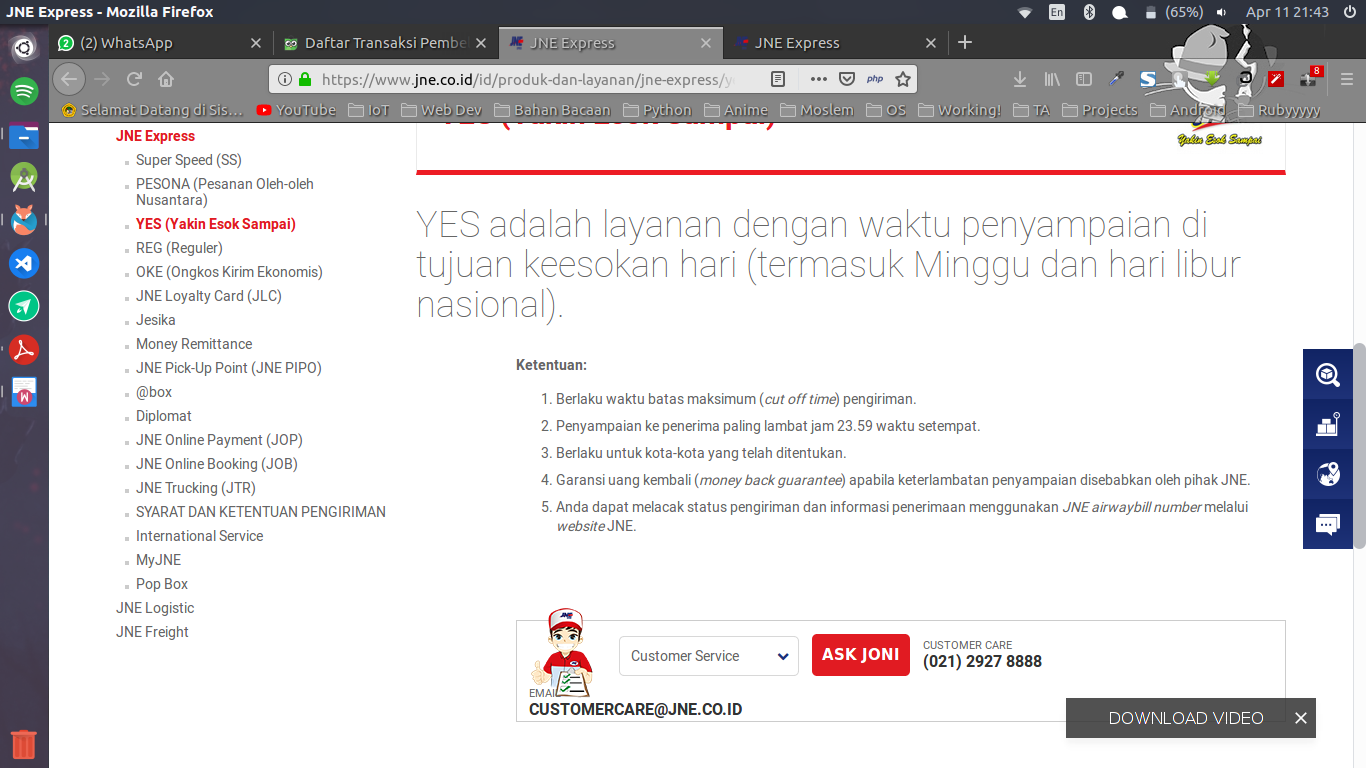 JNE Express - Mozilla Firefox
En
(65%)
Apr 11 21:43
(2) WhatsApp
Daftar Transaksi Pembe
JNE Express
JNE Express
https://www.jne.co.id/id/produk-dan-layanan/jne-express/y
php
8
Selamat Datang di Sis…
YouTube
IoT
Web Dev
Bahan Bacaan
Python
Anime
Moslem
OS
Working!
TA
Projects
Android
Rubyyyyy
YES (Yakin Esok Sampai)
Yakin Esok Sampai
JNE Express
Super Speed (SS)
PESONA (Pesanan Oleh-oleh
Nusantara)
YES (Yakin Esok Sampai)
REG (Reguler)
OKE (Ongkos Kirim Ekonomis)
JNE Loyalty Card (JLC)
Jesika
Money Remittance
JNE Pick-Up Point (JNE PIPO)
@box
Diplomat
JNE Online Payment (JOP)
JNE Online Booking (JOB)
JNE Trucking (JTR)
SYARAT DAN KETENTUAN PENGIRIMAN
International Service
MyJNE
Pop Box
JNE Logistic
JNE Freight
YES adalah layanan dengan waktu penyampaian di
tujuan keesokan hari (termasuk Minggu dan hari libur
nasional).
Ketentuan:
1. Berlaku waktu batas maksimum (cut off time) pengiriman.
2. Penyampaian ke penerima paling lambat jam 23.59 waktu setempat.
3. Berlaku untuk kota-kota yang telah ditentukan.
4. Garansi uang kembali (money back guarantee) apabila keterlambatan penyampaian disebabkan oleh pihak JNE.
5. Anda dapat melacak status pengiriman dan informasi penerimaan menggunakan JNE airwaybill number melalui
website JNE.
Customer Service
ASK JONI
CUSTOMER CARE
(021) 2927 8888
EMAIL
CUSTOMERCARE@JNE.CO.ID
DOWNLOAD VIDEO